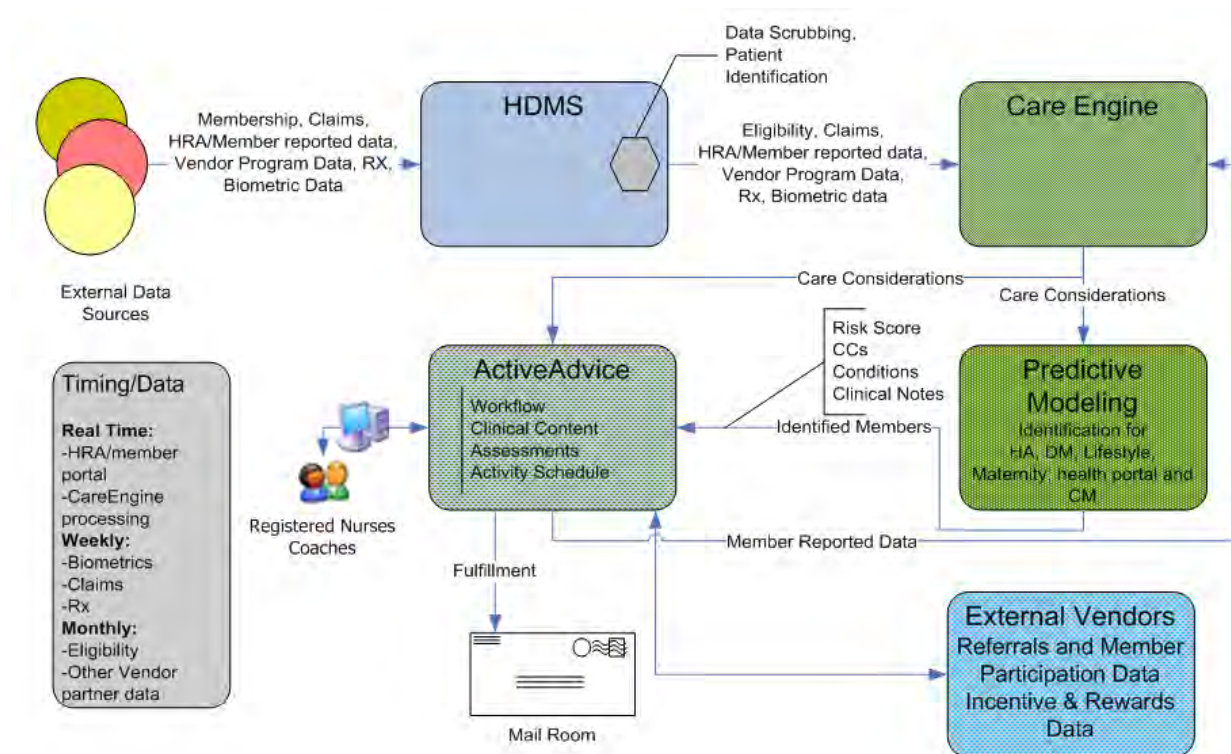 Data Scrubbing,
Patient
Identification
HDMS
Care Engine
Membership, Claims,
HRA/Member reported data,
Vendor Program Data, RX,
Biometric Data
Eligibility, Claims,
HRA/Member reported data,
Vendor Program Data,
Rx, Biometric data
External Data
Sources
Care Considerations
Care Considerations
Risk Score
CCs
Conditions
Clinical Notes
Identified Members
Timing/Data
Real Time:
-HRA/member
portal
-CareEngine
processing
Weekly:
-Biometrics
-Claims
-Rx
Monthly:
-Eligibility
-Other Vendor
partner data
Registered Nurses
Coaches
ActiveAdvice
Workflow
Clinical Content
Assessments
Activity Schedule
Predictive
Modeling
Identification for
HA, DM, Lifestyle,
Maternity, health portal and
CM
Member Reported Data
Fulfillment
Mail Room
External Vendors
Referrals and Member
Participation Data
Incentive & Rewards
Data